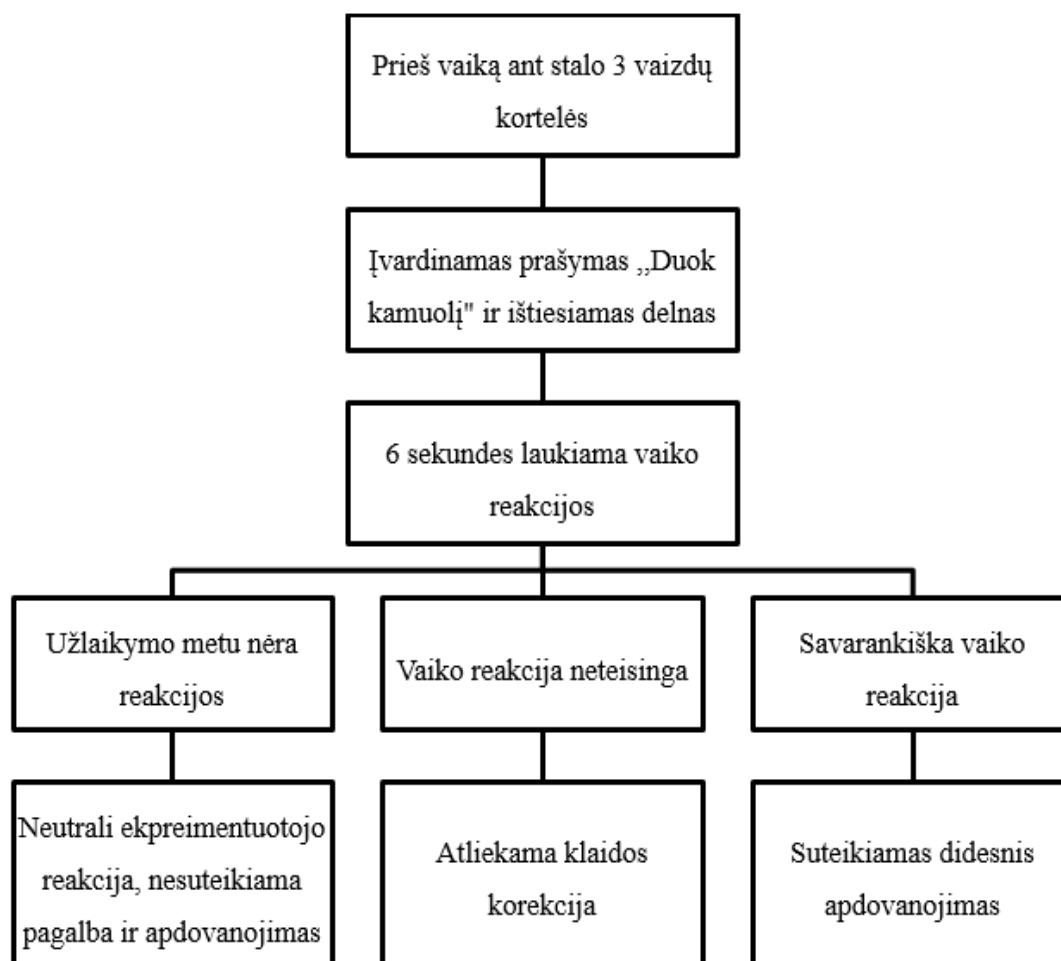 Prieš vaiką ant stalo 3 vaizdų
kortelės
Įvardinamas prašymas ,,Duok
kamuolį" ir ištiesiamas delnas
6 sekundes laukiama vaiko
reakcijos
Užlaikymo metu nėra
reakcijos
Vaiko reakcija neteisinga
Savarankiška vaiko
reakcija
Neutrali ekpreimentuotojo
reakcija, nesuteikiama
pagalba ir apdovanojimas
Atliekama klaidos
korekcija
Suteikiamas didesnis
apdovanojimas